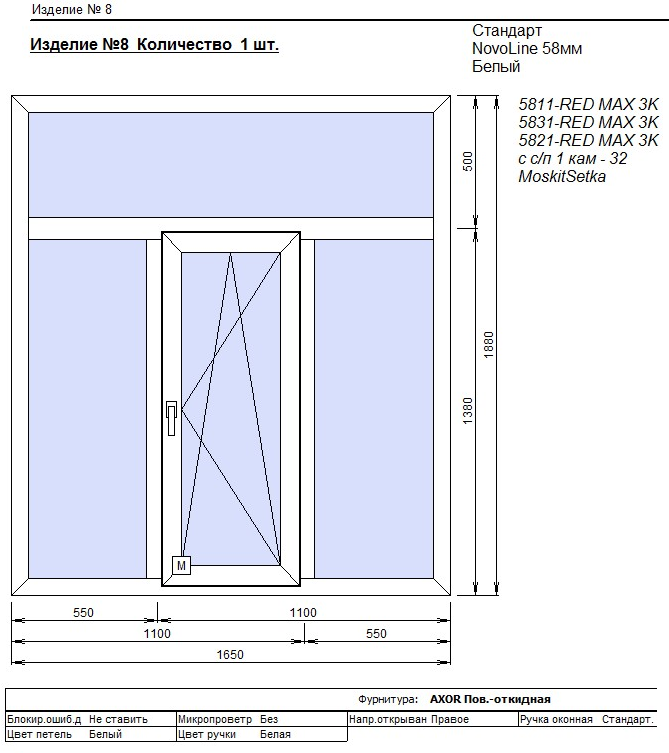 Изделие № 8
Изделие №8 Количество 1 шт.
Стандарт
NovoLine 58мм
Белый
5811-RED MAX 3K
5831-RED MAX 3K
5821-RED MAX 3K
с с/п 1 кам - 32
MoskitSetka
500
1880
1380
M
550 1100
1100 550
1650
Фурнитура: AXOR Пов.-откидная
Блокир.ошиб.д Не ставить Микропроветр Без Напр.открыван Правое Ручка оконная Стандарт.
Цвет петель Белый Цвет ручки Белая